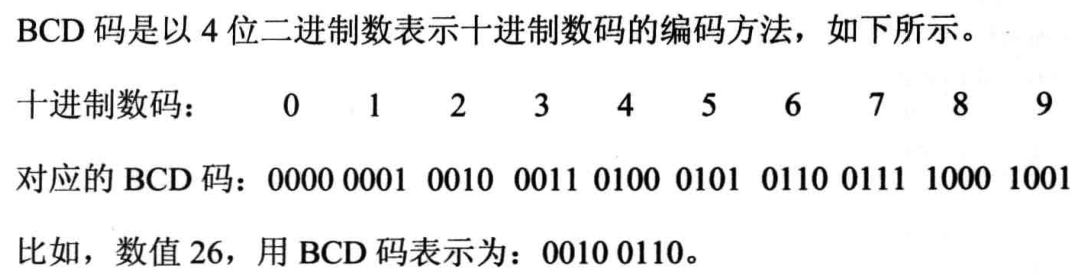 BCD 码是以 4 位二进制数表示十进制数码的编码方法，如下所示。
十进制数码： 0 1 2 3 4 5 6 7 8 9
对应的 BCD 码：0000 0001 0010 0011 0100 0101 0110 0111 1000 1001
比如，数值 26，用 BCD 码表示为：0010 0110。